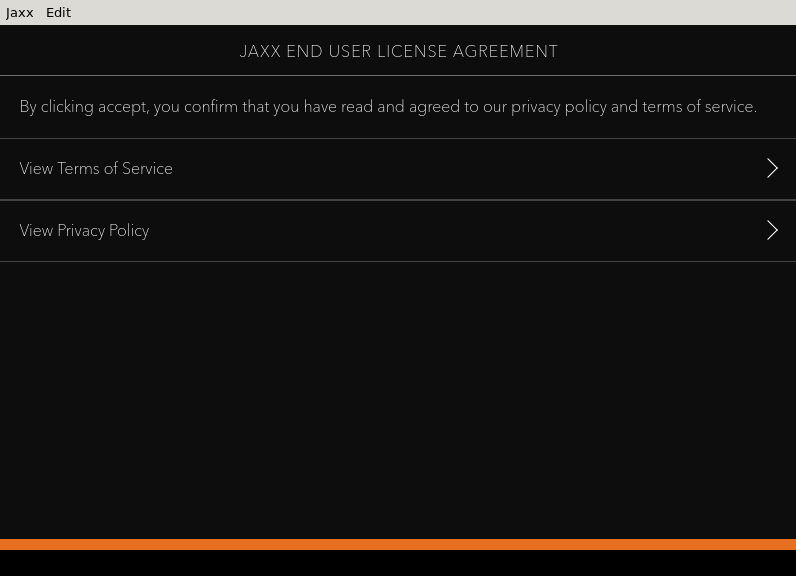 Jaxx Edit
JAXX END USER LICENSE AGREEMENT
By clicking accept, you confirm that you have read and agreed to our privacy policy and terms of service.
View Terms of Service
View Privacy Policy